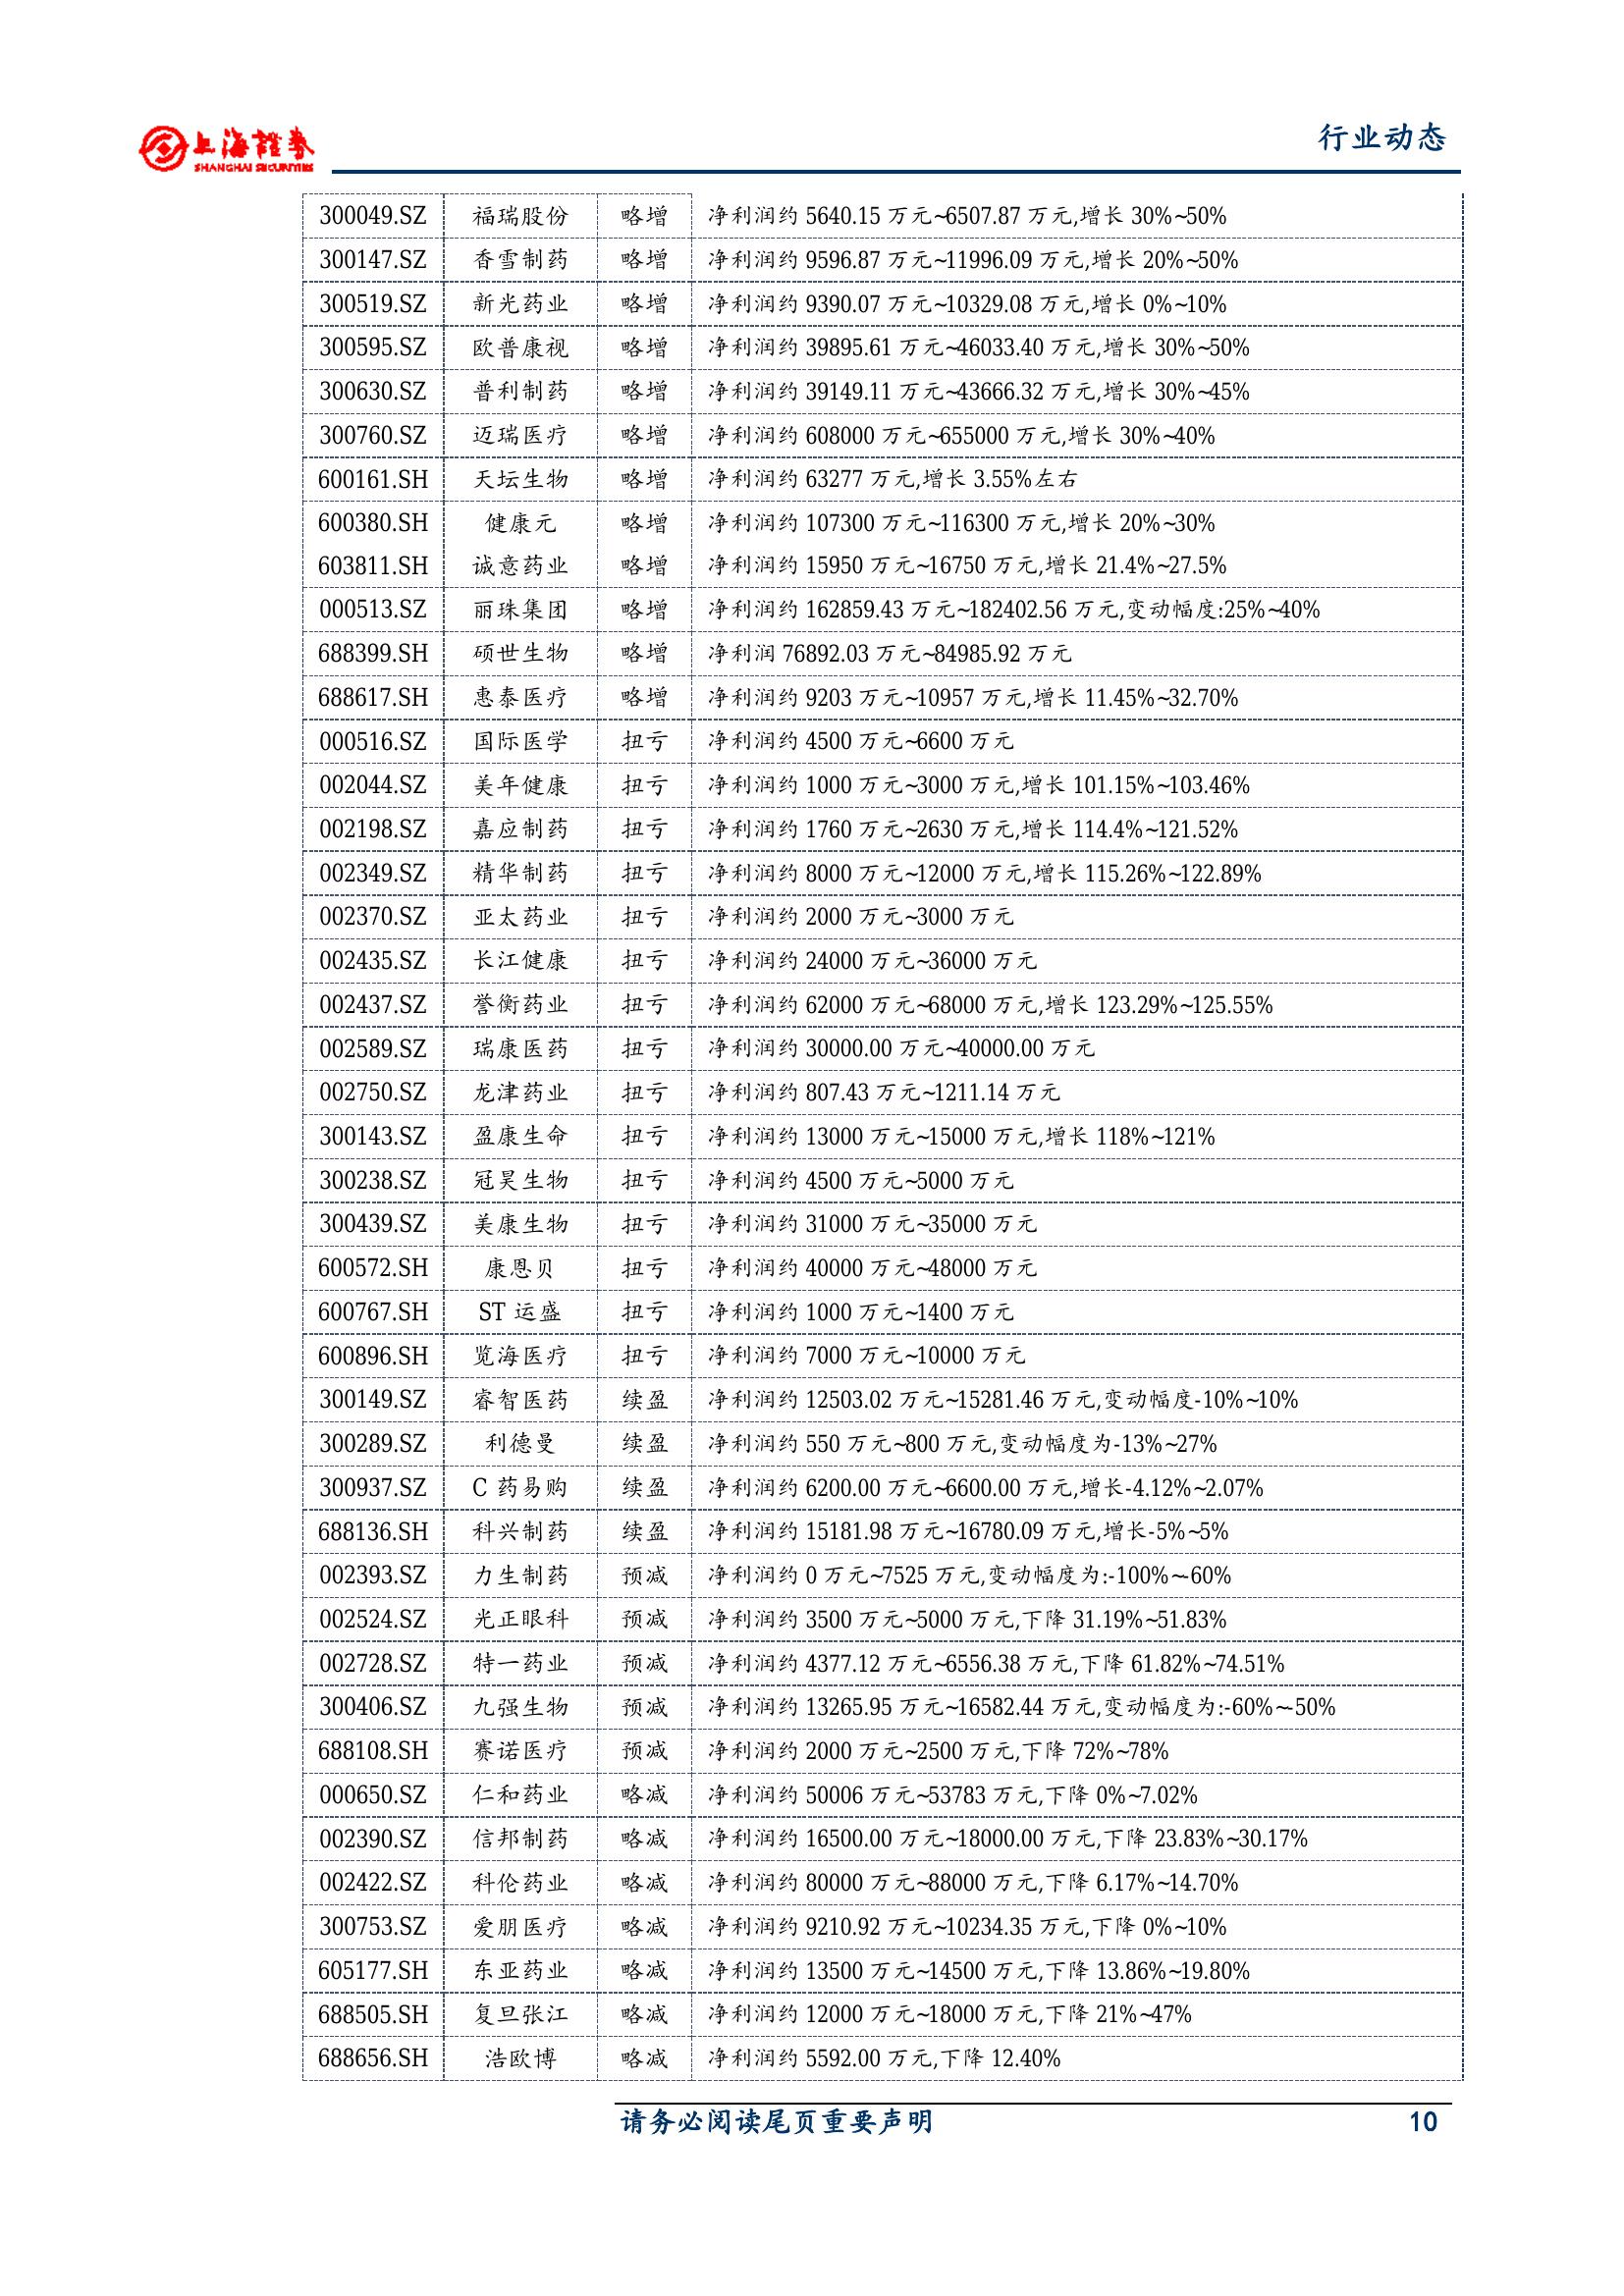 上海證券
SHANGHAI SECURITIES
行业动态
300049.SZ 福瑞股份 略增 净利润约 5640.15 万元~6507.87 万元,增长 30%~50%
300147.SZ 香雪制药 略增 净利润约 9596.87 万元~11996.09 万元,增长 20%~50%
300519.SZ 新光药业 略增 净利润约 9390.07 万元~10329.08 万元,增长 0%~10%
300595.SZ 欧普康视 略增 净利润约 39895.61 万元~46033.40 万元,增长 30%~50%
300630.SZ 普利制药 略增 净利润约 39149.11 万元~43666.32 万元,增长 30%~45%
300760.SZ 迈瑞医疗 略增 净利润约 608000 万元~655000 万元,增长 30%~40%
600161.SH 天坛生物 略增 净利润约 63277 万元,增长 3.55%左右
600380.SH 健康元 略增 净利润约 107300 万元~116300 万元,增长 20%~30%
603811.SH 诚意药业 略增 净利润约 15950 万元~16750 万元,增长 21.4%~27.5%
000513.SZ 丽珠集团 略增 净利润约 162859.43 万元~182402.56 万元,变动幅度:25%~40%
688399.SH 硕世生物 略增 净利润 76892.03 万元~84985.92 万元
688617.SH 惠泰医疗 略增 净利润约 9203 万元~10957 万元,增长 11.45%~32.70%
000516.SZ 国际医学 扭亏 净利润约 4500 万元~6600 万元
002044.SZ 美年健康 扭亏 净利润约 1000 万元~3000 万元,增长 101.15%~103.46%
002198.SZ 嘉应制药 扭亏 净利润约 1760 万元~2630 万元,增长 114.4%~121.52%
002349.SZ 精华制药 扭亏 净利润约 8000 万元~12000 万元,增长 115.26%~122.89%
002370.SZ 亚太药业 扭亏 净利润约 2000 万元~3000 万元
002435.SZ 长江健康 扭亏 净利润约 24000 万元~36000 万元
002437.SZ 誉衡药业 扭亏 净利润约 62000 万元~68000 万元,增长 123.29%~125.55%
002589.SZ 瑞康医药 扭亏 净利润约 30000.00 万元~40000.00 万元
002750.SZ 龙津药业 扭亏 净利润约 807.43 万元~1211.14 万元
300143.SZ 盈康生命 扭亏 净利润约 13000 万元~15000 万元,增长 118%~121%
300238.SZ 冠昊生物 扭亏 净利润约 4500 万元~5000 万元
300439.SZ 美康生物 扭亏 净利润约 31000 万元~35000 万元
600572.SH 康恩贝 扭亏 净利润约 40000 万元~48000 万元
600767.SH ST 运盛 扭亏 净利润约 1000 万元~1400 万元
600896.SH 览海医疗 扭亏 净利润约 7000 万元~10000 万元
300149.SZ 睿智医药 续盈 净利润约 12503.02 万元~15281.46 万元,变动幅度-10%~10%
300289.SZ 利德曼 续盈 净利润约 550 万元~800 万元,变动幅度为-13%~27%
300937.SZ C 药易购 续盈 净利润约 6200.00 万元~6600.00 万元,增长-4.12%~2.07%
688136.SH 科兴制药 续盈 净利润约 15181.98 万元~16780.09 万元,增长-5%~5%
002393.SZ 力生制药 预减 净利润约 0 万元~7525 万元,变动幅度为:-100%~-60%
002524.SZ 光正眼科 预减 净利润约 3500 万元~5000 万元,下降 31.19%~51.83%
002728.SZ 特一药业 预减 净利润约 4377.12 万元~6556.38 万元,下降 61.82%~74.51%
300406.SZ 九强生物 预减 净利润约 13265.95 万元~16582.44 万元,变动幅度为:-60%~-50%
688108.SH 赛诺医疗 预减 净利润约 2000 万元~2500 万元,下降 72%~78%
000650.SZ 仁和药业 略减 净利润约 50006 万元~53783 万元,下降 0%~7.02%
002390.SZ 信邦制药 略减 净利润约 16500.00 万元~18000.00 万元,下降 23.83%~30.17%
002422.SZ 科伦药业 略减 净利润约 80000 万元~88000 万元,下降 6.17%~14.70%
300753.SZ 爱朋医疗 略减 净利润约 9210.92 万元~10234.35 万元,下降 0%~10%
605177.SH 东亚药业 略减 净利润约 13500 万元~14500 万元,下降 13.86%~19.80%
688505.SH 复旦张江 略减 净利润约 12000 万元~18000 万元,下降 21%~47%
688656.SH 浩欧博 略减 净利润约 5592.00 万元,下降 12.40%
请务必阅读尾页重要声明 10